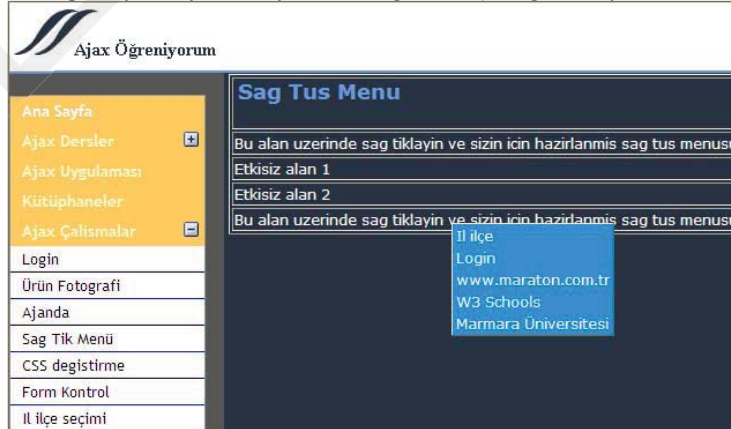 Ajax Öğreniyorum
Ana Sayfa
Ajax Dersler
Ajax Uygulaması
Kütüphaneler
Ajax Çalismalar
Login
Ürün Fotografi
Ajanda
Sag Tik Menü
CSS degistirme
Form Kontrol
Il ilçe seçimi
Sag Tus Menu
Bu alan uzerinde sag tiklayin ve sizin icin hazirlanmis sag tus menusu
Etkisiz alan 1
Etkisiz alan 2
Bu alan uzerinde sag tiklayin ve sizin icin hazirlanmis sag tus menusu
Il ilçe
Login
www.maraton.com.tr
W3 Schools
Marmara Üniversitesi